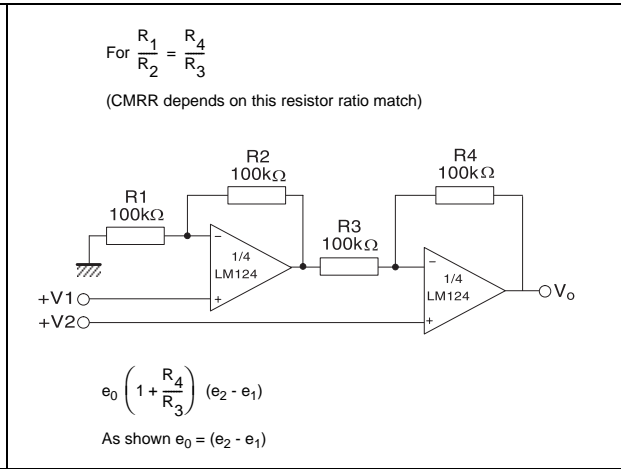 For R1/R2 = R4/R3
(CMRR depends on this resistor ratio match)
R2
100kΩ
R4
100kΩ
R1
100kΩ
R3
100kΩ
−
1/4
LM124
+
−
1/4
LM124
+
Vo
+V1
+V2
e0 (1 + R4/R3) (e2 - e1)
As shown e0 = (e2 - e1)